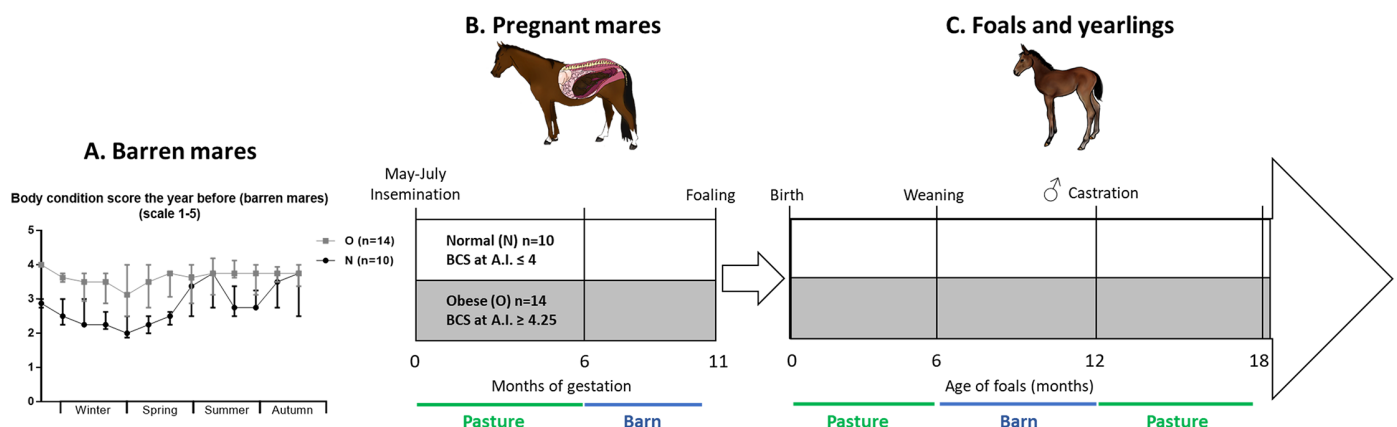 A. Barren mares
Body condition score the year before (barren mares)
(scale 1-5)
5
4
3
2
1
0
O (n=14)
N (n=10)
Winter
Spring
Summer
Autumn
B. Pregnant mares
May-July
Insemination
Foaling
Normal (N) n=10
BCS at A.I. ≤ 4
Obese (O) n=14
BCS at A.I. ≥ 4.25
0
6
11
Months of gestation
Pasture
Barn
C. Foals and yearlings
Birth
Weaning
♂ Castration
0
6
12
18
Age of foals (months)
Pasture
Barn
Pasture